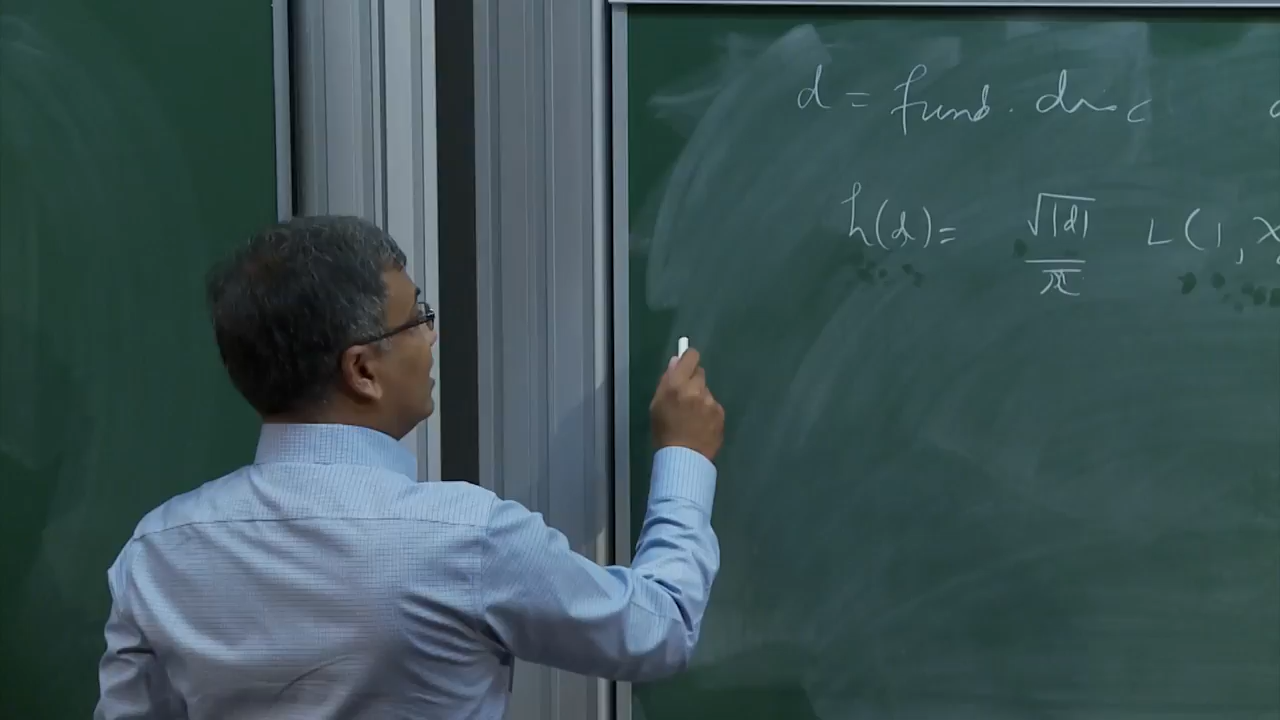 d = fund. disc
h(d) = √|d| / π L(1, χ